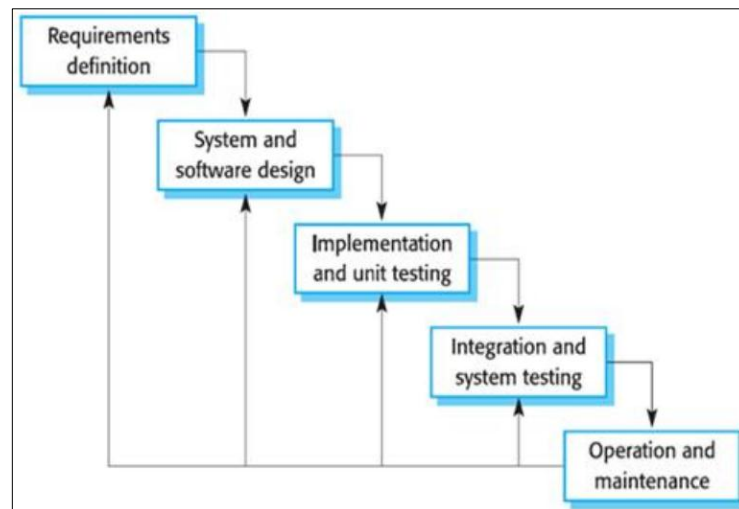 Requirements
definition
System and
software design
Implementation
and unit testing
Integration and
system testing
Operation and
maintenance